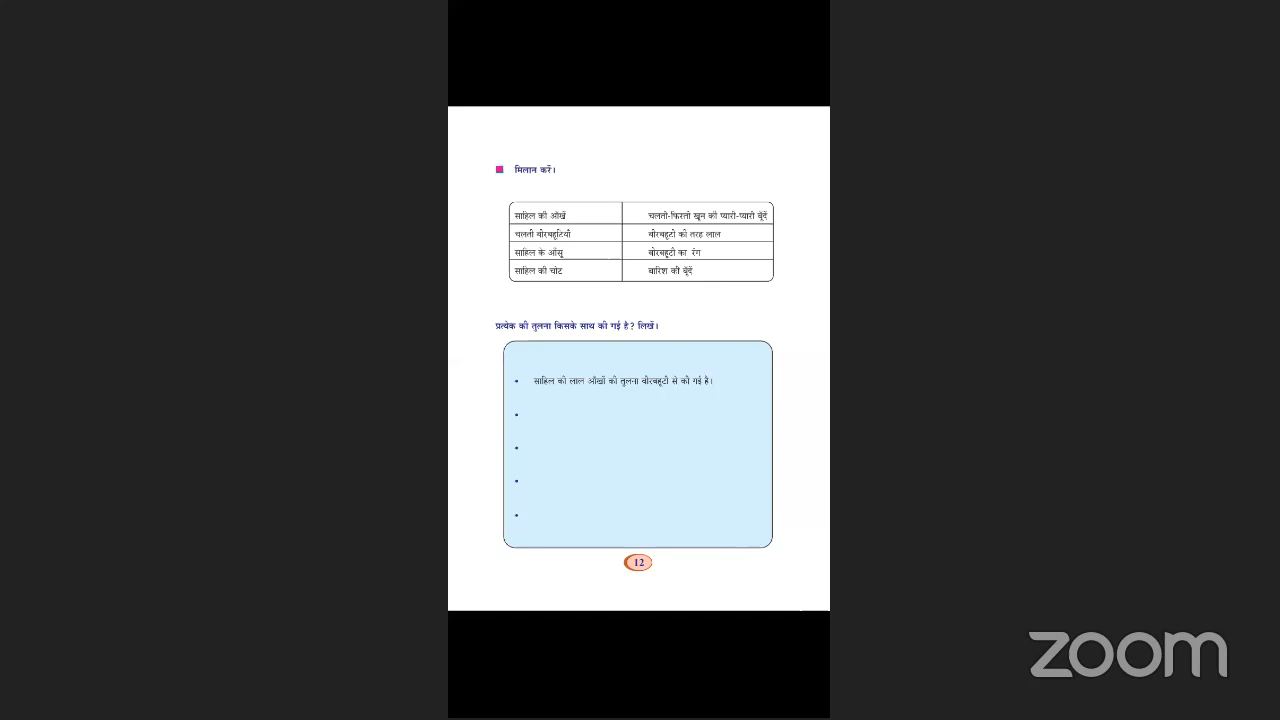 मिलान करें।
साहिल की आँखें चलती-फिरती ख़ून की प्यारी-प्यारी बूँदें
चलती बीरबहूटियाँ बीरबहूटी की तरह लाल
साहिल के आँसू बीरबहूटी का रंग
साहिल की चोट बारिश की बूँदें
प्रत्येक की तुलना किसके साथ की गई है? लिखें।
• साहिल की लाल आँखों की तुलना बीरबहूटी से की गई है।
•
•
•
•
12
zoom